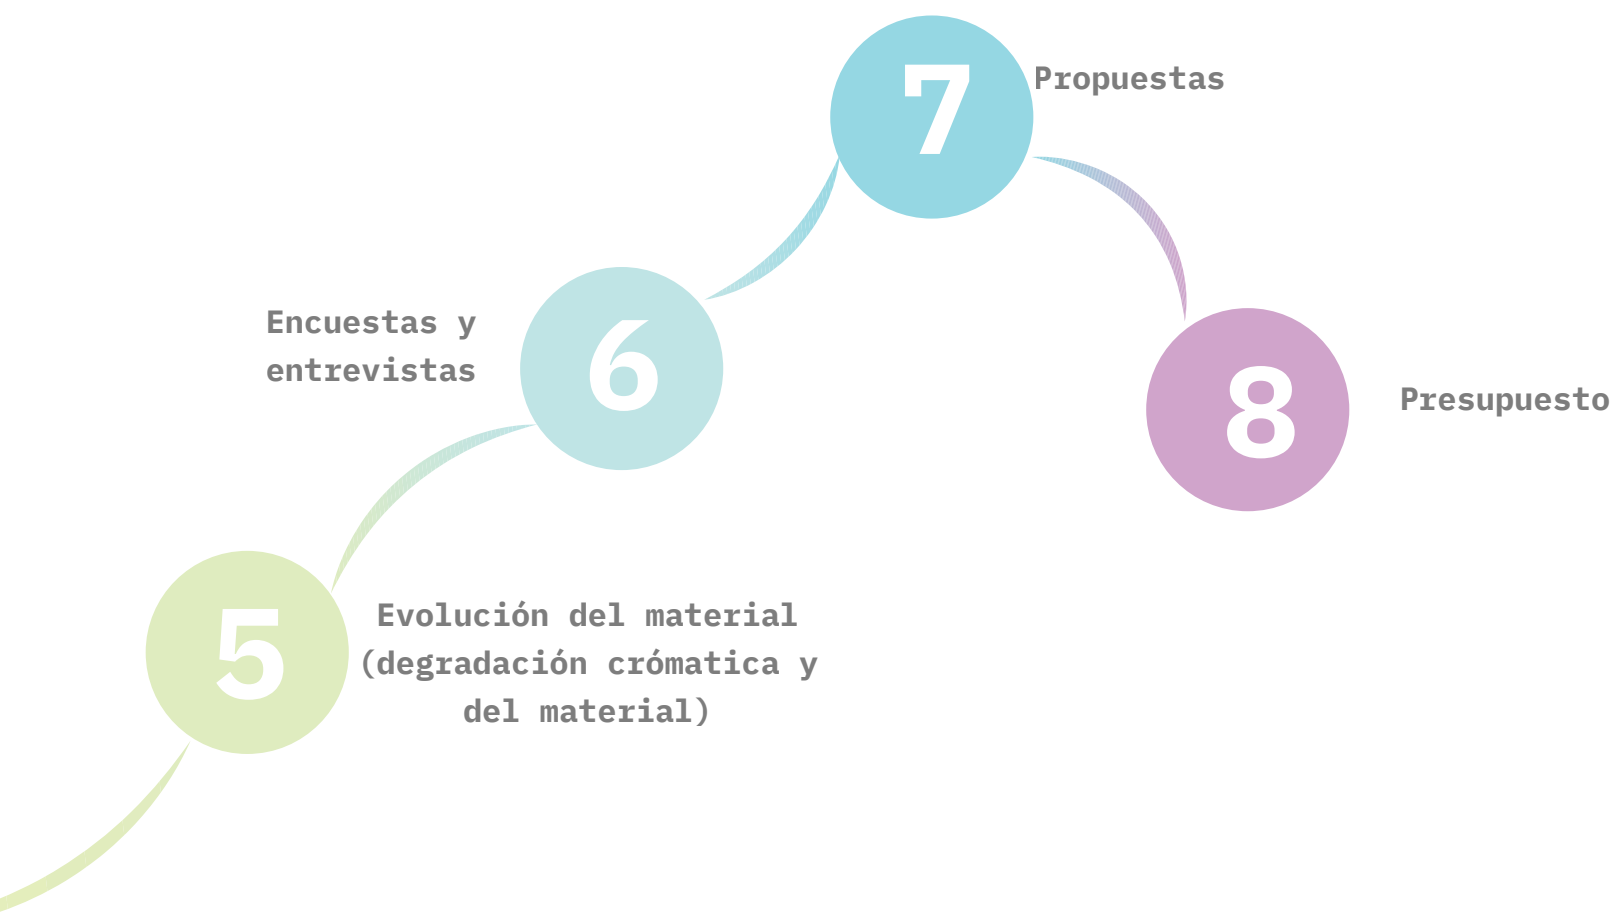 7
Propuestas
6
Encuestas y
entrevistas
8
Presupuesto
5
Evolución del material
(degradación crómatica y
del material)